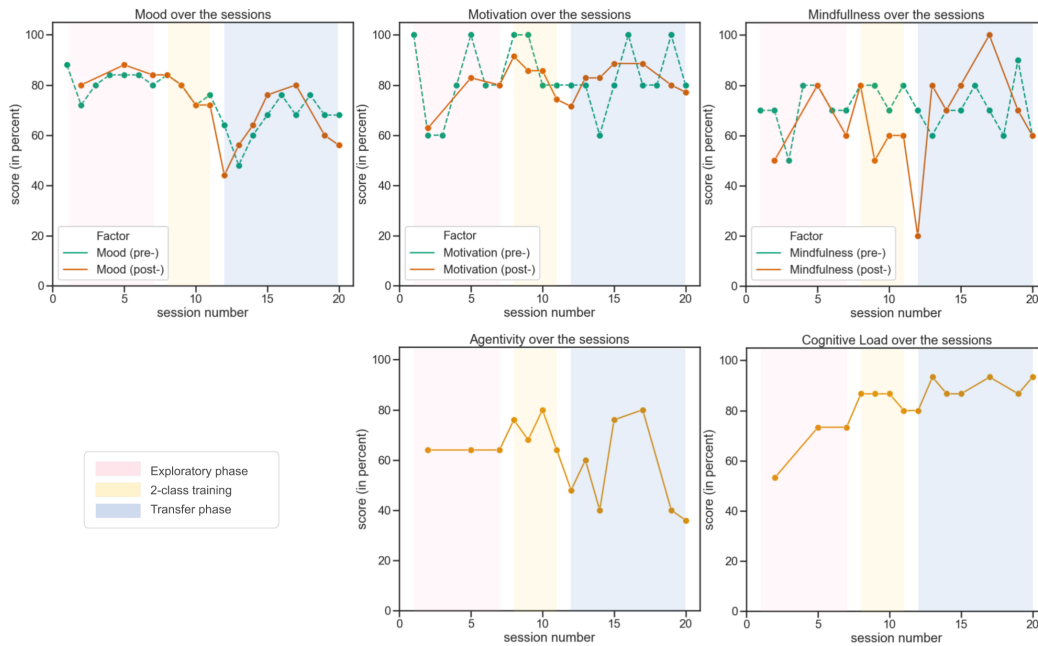 Mood over the sessions
100
80
60
40
20
0
score (in percent)
Factor
Mood (pre-)
Mood (post-)
0
5
10
15
20
session number
Motivation over the sessions
100
80
60
40
20
0
score (in percent)
Factor
Motivation (pre-)
Motivation (post-)
0
5
10
15
20
session number
Mindfullness over the sessions
100
80
60
40
20
0
score (in percent)
Factor
Mindfulness (pre-)
Mindfulness (post-)
0
5
10
15
20
session number
Exploratory phase
2-class training
Transfer phase
Agentivity over the sessions
100
80
60
40
20
0
score (in percent)
0
5
10
15
20
session number
Cognitive Load over the sessions
100
80
60
40
20
0
score (in percent)
0
5
10
15
20
session number